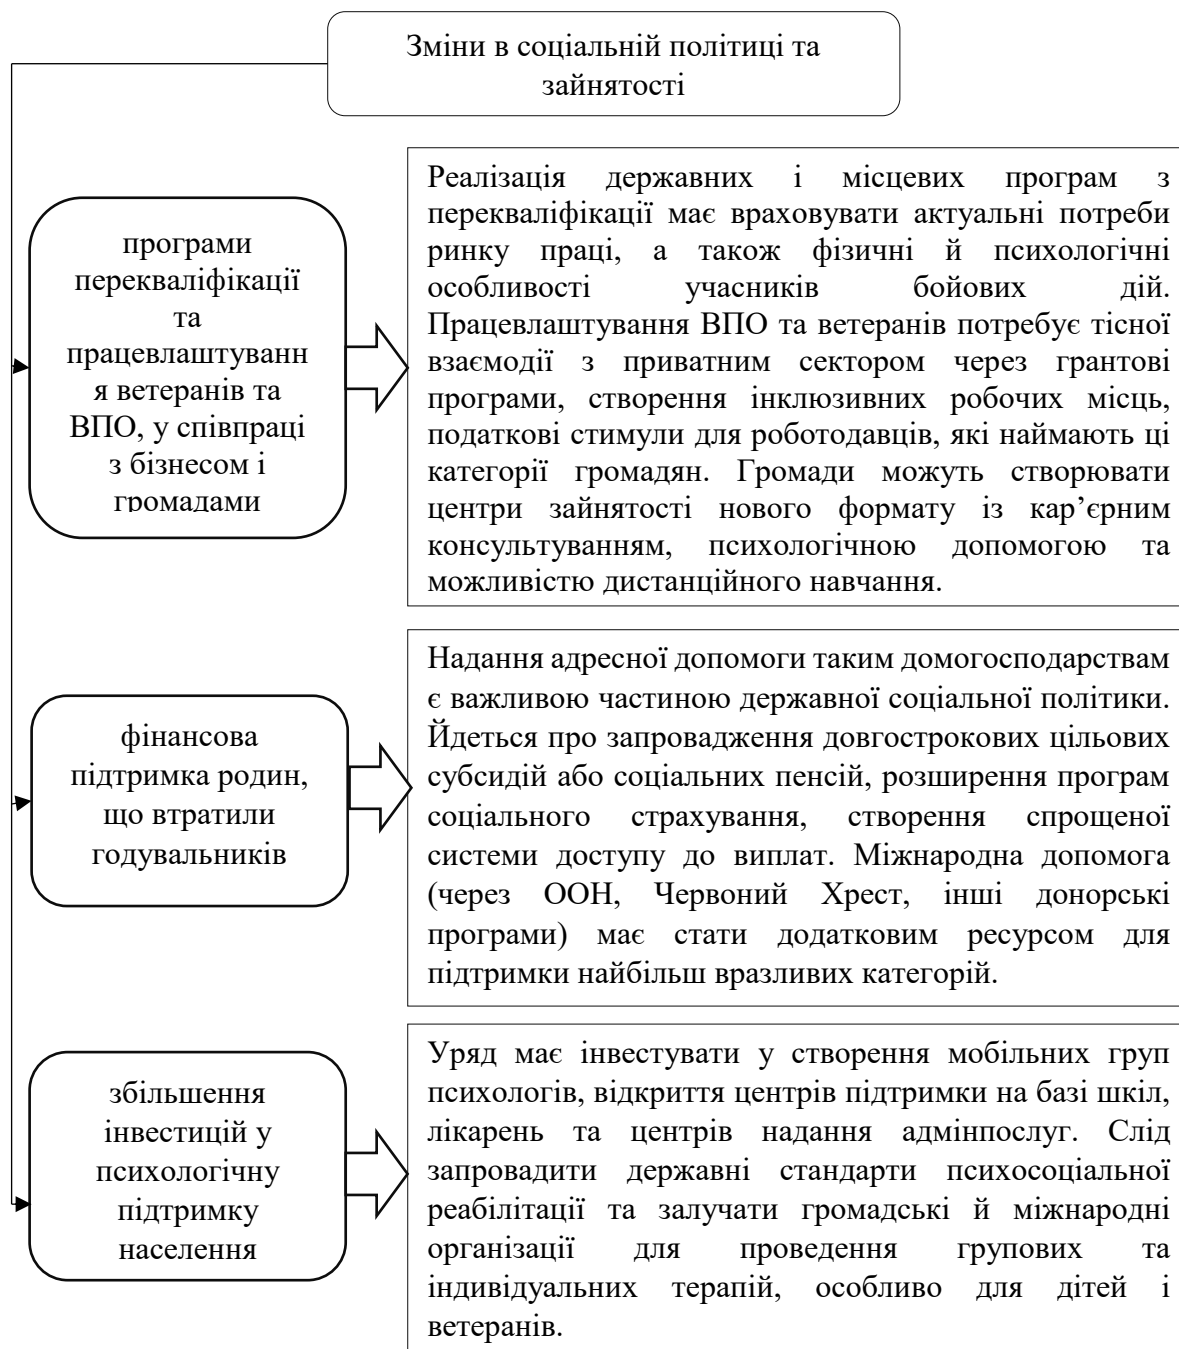 Зміни в соціальній політиці та
зайнятості
програми
перекваліфікації
та
працевлаштуванн
я ветеранів та
ВПО, у співпраці
з бізнесом і
громадами
Реалізація державних і місцевих програм з
перекваліфікації має враховувати актуальні потреби
ринку праці, а також фізичні й психологічні
особливості учасників бойових дій.
Працевлаштування ВПО та ветеранів потребує тісної
взаємодії з приватним сектором через грантові
програми, створення інклюзивних робочих місць,
податкові стимули для роботодавців, які наймають ці
категорії громадян. Громади можуть створювати
центри зайнятості нового формату із кар’єрним
консультуванням, психологічною допомогою та
можливістю дистанційного навчання.
фінансова
підтримка родин,
що втратили
годувальників
Надання адресної допомоги таким домогосподарствам
є важливою частиною державної соціальної політики.
Йдеться про запровадження довгострокових цільових
субсидій або соціальних пенсій, розширення програм
соціального страхування, створення спрощеної
системи доступу до виплат. Міжнародна допомога
(через ООН, Червоний Хрест, інші донорські
програми) має стати додатковим ресурсом для
підтримки найбільш вразливих категорій.
збільшення
інвестицій у
психологічну
підтримку
населення
Уряд має інвестувати у створення мобільних груп
психологів, відкриття центрів підтримки на базі шкіл,
лікарень та центрів надання адмінпослуг. Слід
запровадити державні стандарти психосоціальної
реабілітації та залучати громадські й міжнародні
організації для проведення групових та
індивідуальних терапій, особливо для дітей і
ветеранів.